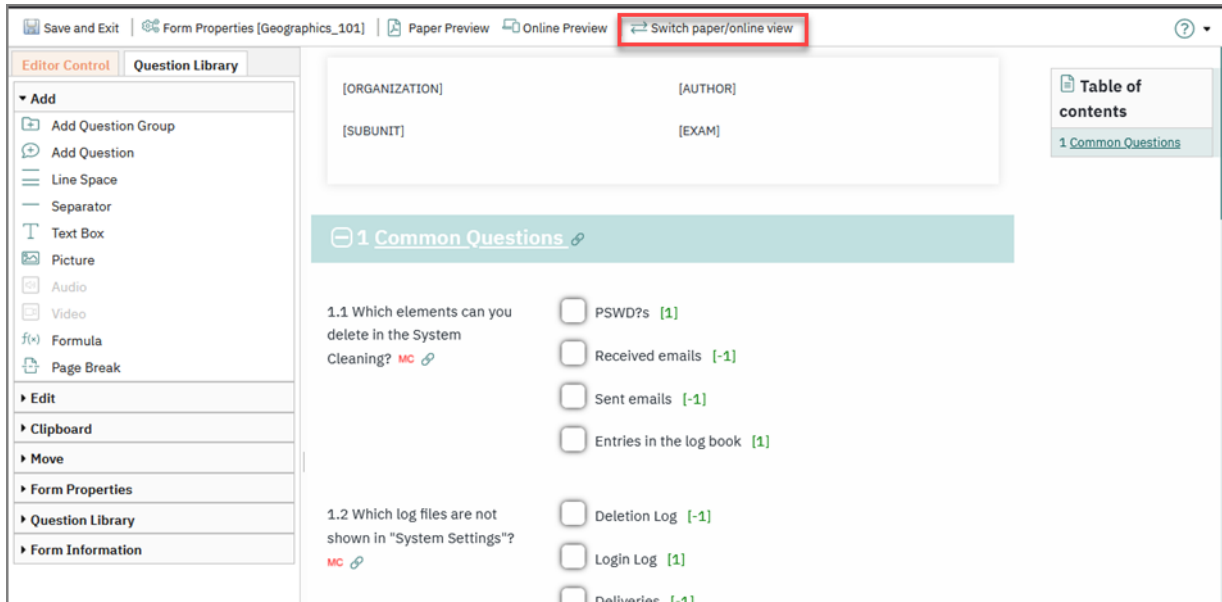 Save and Exit Form Properties [Geographics_101] Paper Preview Online Preview Switch paper/online view ?
Editor Control Question Library
Add
Add Question Group
Add Question
Line Space
Separator
T Text Box
Picture
Audio
Video
f(x) Formula
Page Break
Edit
Clipboard
Move
Form Properties
Question Library
Form Information
[ORGANIZATION] [AUTHOR]
[SUBUNIT] [EXAM]
1 Common Questions
1.1 Which elements can you
delete in the System
Cleaning? MC
PSWD?s [1]
Received emails [-1]
Sent emails [-1]
Entries in the log book [1]
1.2 Which log files are not
shown in "System Settings"?
MC
Deletion Log [-1]
Login Log [1]
Deliveries [-1]
Table of
contents
1 Common Questions